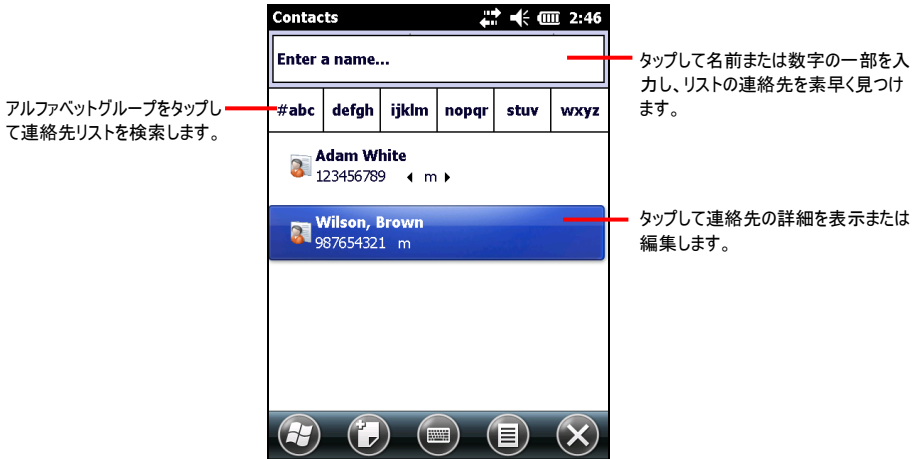 Contacts 2:46
Enter a name...
タップして名前または数字の一部を入
力し、リストの連絡先を素早く見つけ
ます。
アルファベットグループをタップし
て連絡先リストを検索します。
#abc defgh ijklm nopqr stuv wxyz
Adam White
123456789 m
Wilson, Brown
987654321 m
タップして連絡先の詳細を表示または
編集します。